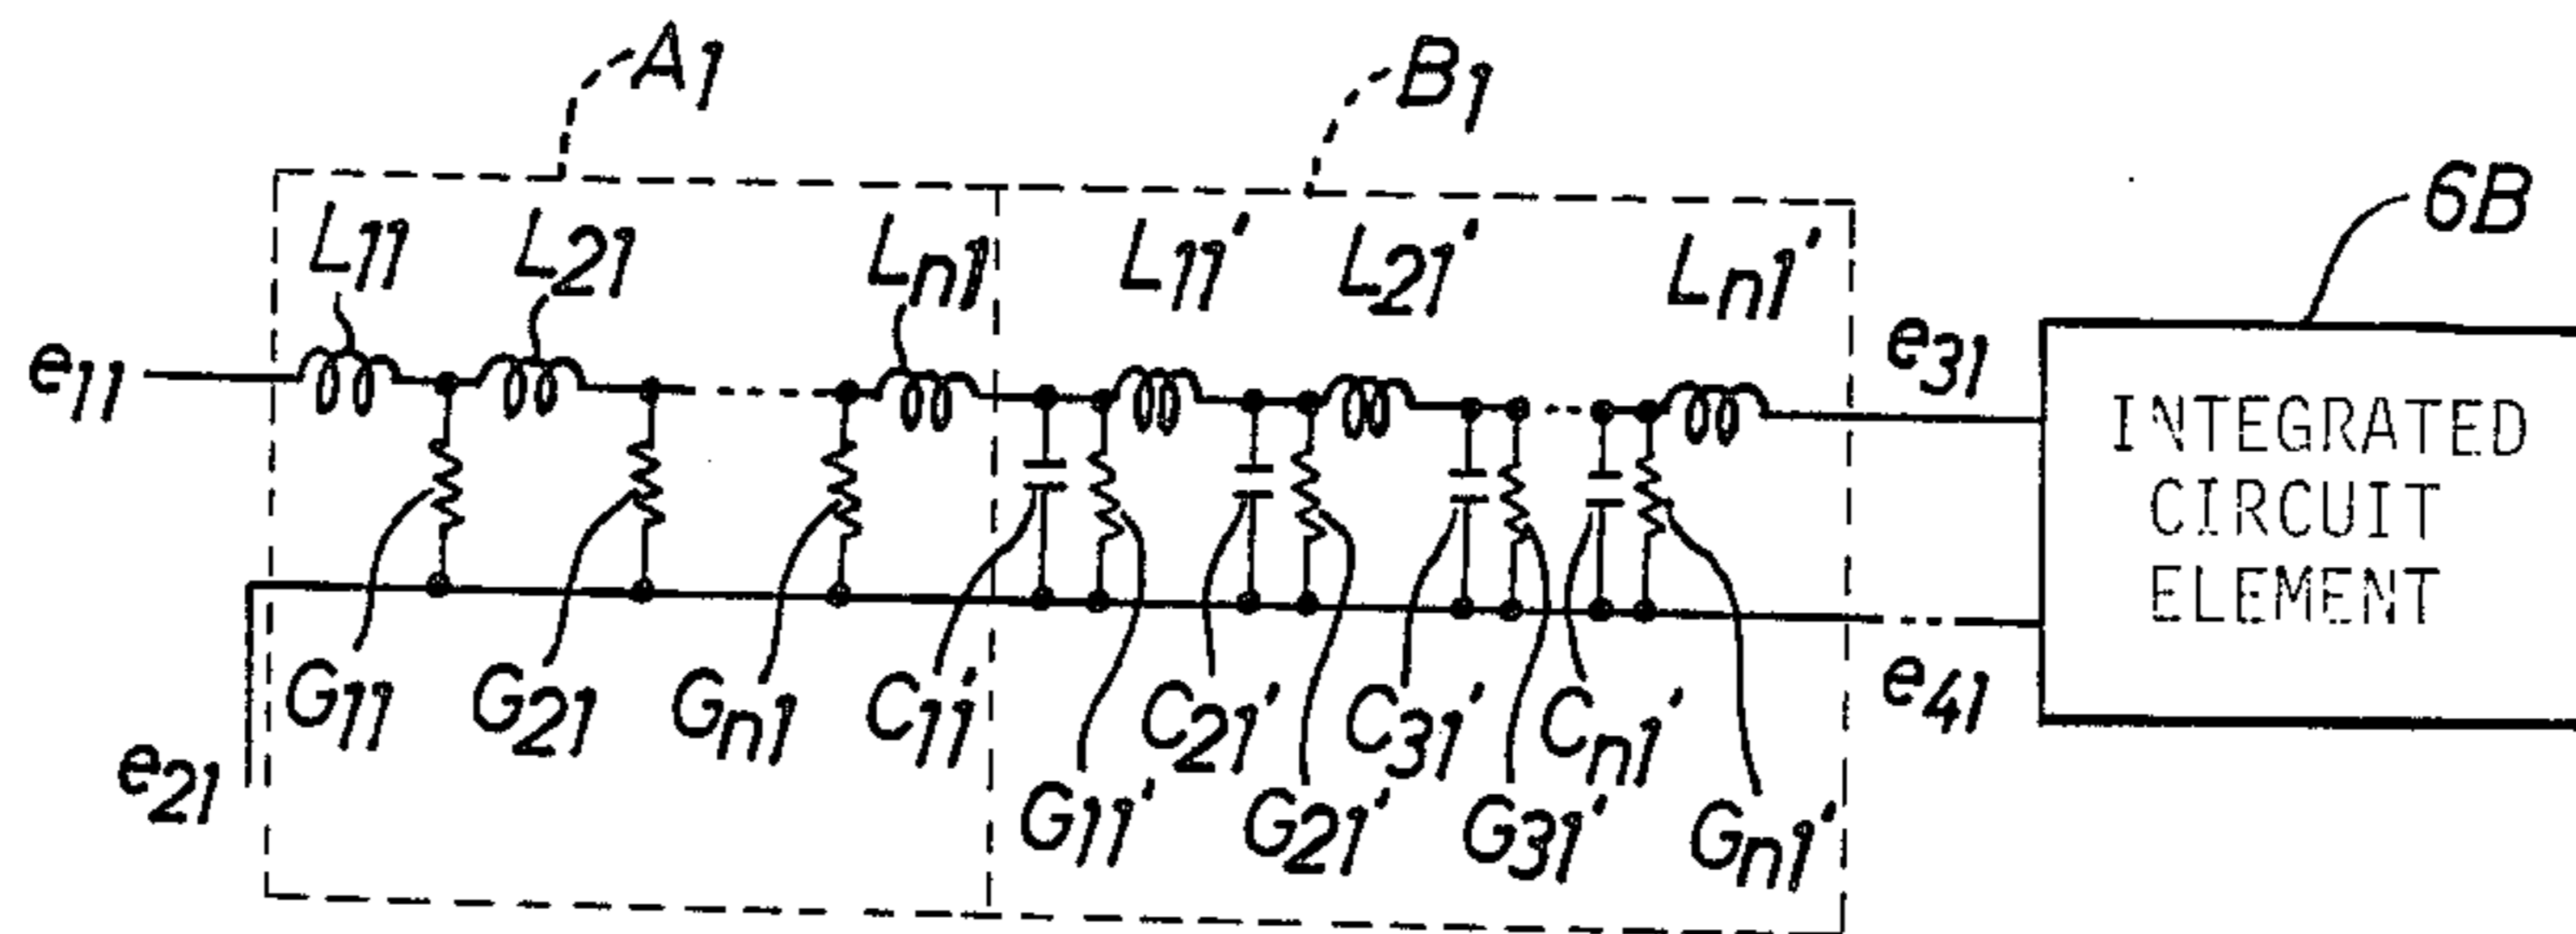 A1
B1
6B
L11
L21
Ln1
L11'
L21'
Ln1'
e11
e31
INTEGRATED
CIRCUIT
ELEMENT
G11
G21
Gn1
C11'
C21'
C31'
Cn1'
e41
e21
G11'
G21'
G31'
Gn1'